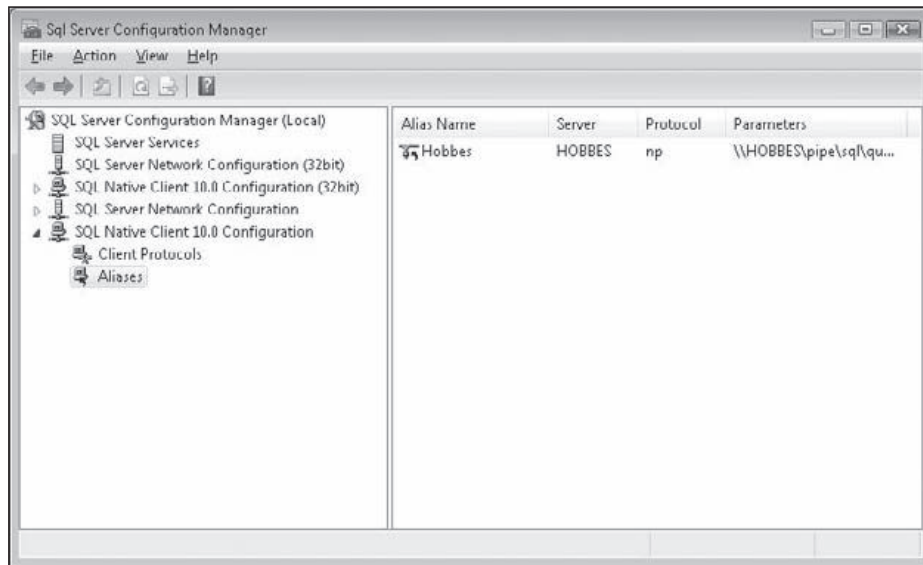 Sql Server Configuration Manager
File Action View Help
SQL Server Configuration Manager (Local)
SQL Server Services
SQL Server Network Configuration (32bit)
SQL Native Client 10.0 Configuration (32bit)
SQL Server Network Configuration
SQL Native Client 10.0 Configuration
Client Protocols
Aliases
Alias Name Server Protocol Parameters
Hobbes HOBBES np \\HOBBES\pipe\sql\qu...